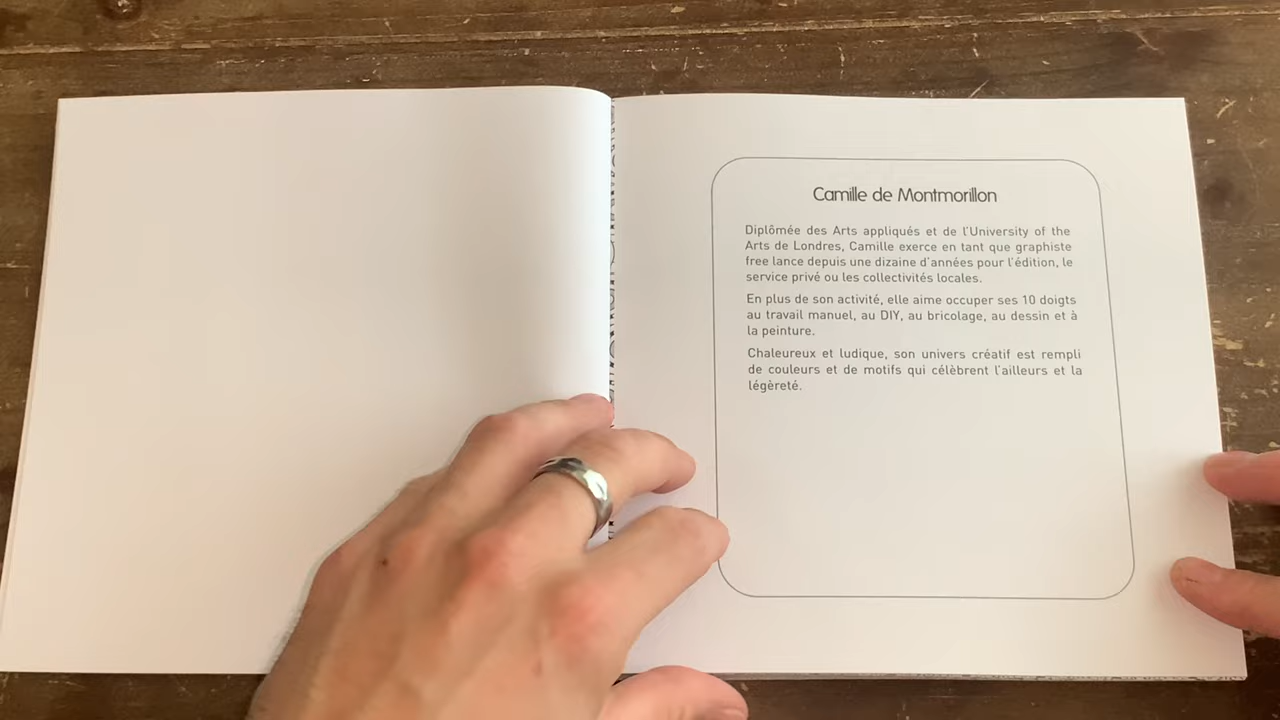 Camille de Montmorillon
Diplômée des Arts appliqués et de l'University of the
Arts de Londres, Camille exerce en tant que graphiste
free lance depuis une dizaine d'années pour l'édition, le
service privé ou les collectivités locales.
En plus de son activité, elle aime occuper ses 10 doigts
au travail manuel, au DIY, au bricolage, au dessin et à
la peinture.
Chaleureux et ludique, son univers créatif est rempli
de couleurs et de motifs qui célèbrent l'ailleurs et la
légèreté.